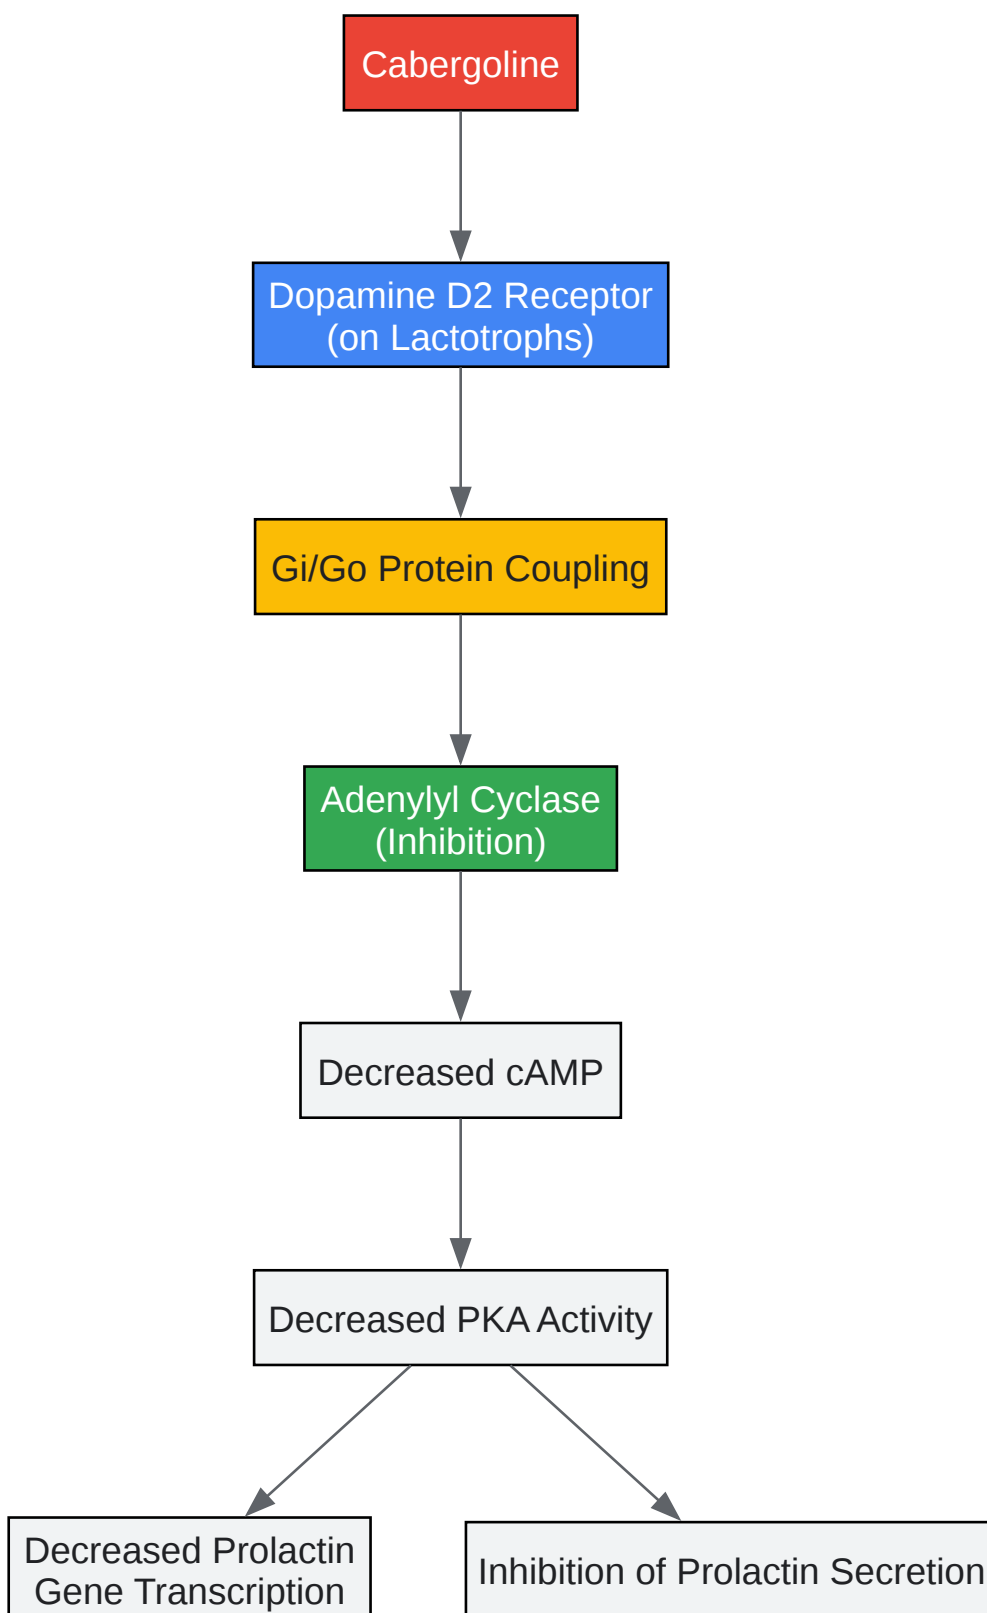 Cabergoline
Dopamine D2 Receptor
(on Lactotrophs)
Gi/Go Protein Coupling
Adenylyl Cyclase
(Inhibition)
Decreased cAMP
Decreased PKA Activity
Decreased Prolactin
Gene Transcription
Inhibition of Prolactin Secretion